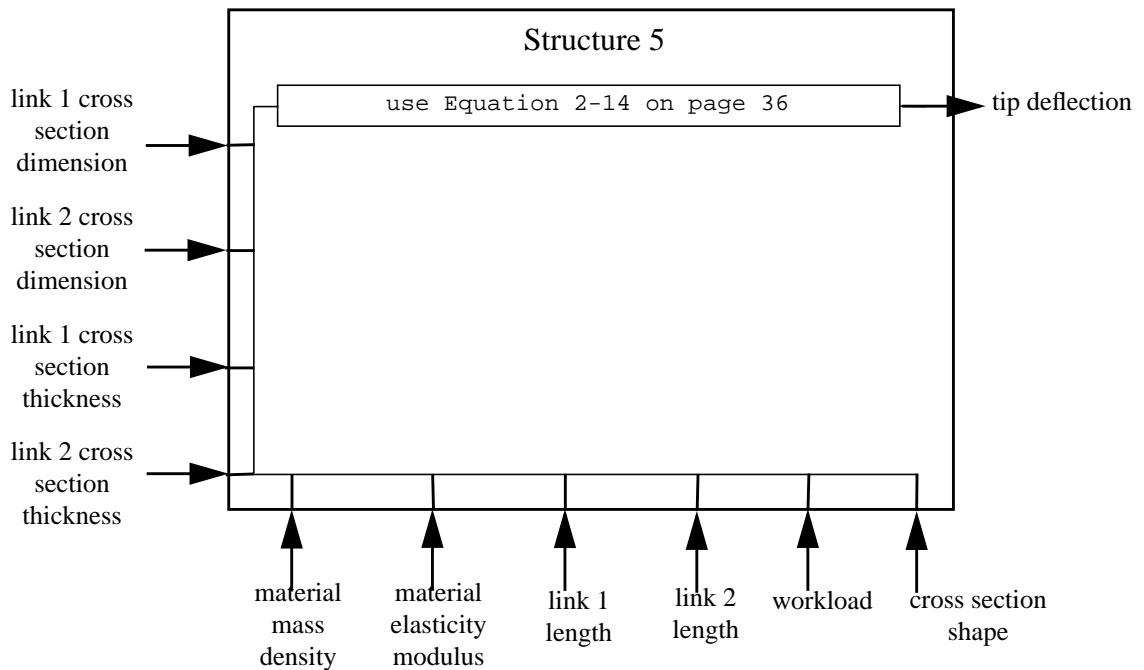 Structure 5
use Equation 2-14 on page 36
tip deflection
link 1 cross
section
dimension
link 2 cross
section
dimension
link 1 cross
section
thickness
link 2 cross
section
thickness
material
mass
density
material
elasticity
modulus
link 1
length
link 2
length
workload
cross section
shape